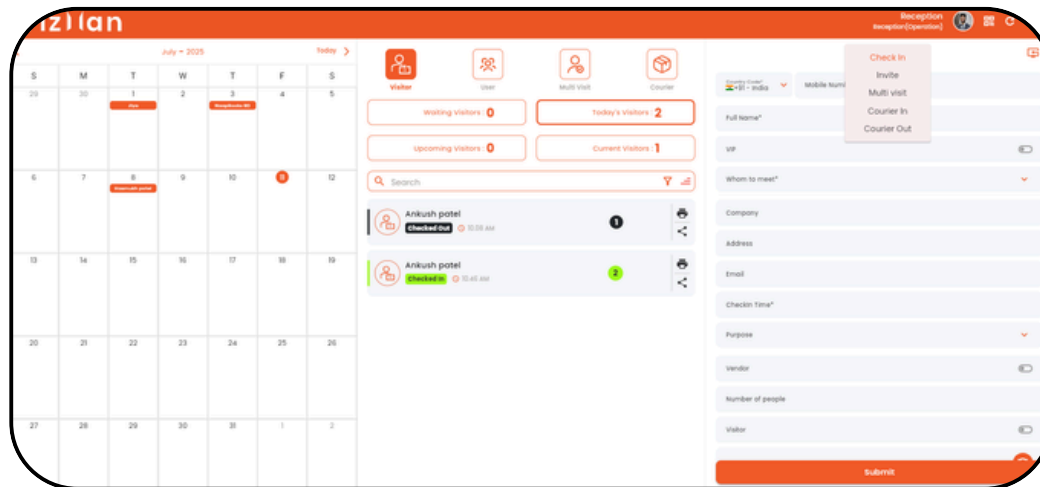 Reception
Reception(Operation)
July - 2025
Today
S M T W T F S
29 30 1 2 3 4 5
6 7 8 9 10 11 12
13 14 15 16 17 18 19
20 21 22 23 24 25 26
27 28 29 30 31 1 2
Visitor
User
Multi Visit
Courier
Waiting Visitors : 0
Today's Visitors : 2
Upcoming Visitors : 0
Current Visitors : 1
Search
Ankush patel
Checked Out 10:08 AM
1
Ankush patel
Checked In 10:45 AM
2
Check In
Invite
Multi visit
Courier In
Courier Out
Country Code*
+91 - India
Mobile Num
Full Name*
VIP
Whom to meet*
Company
Address
Email
Checkin Time*
Purpose
Vendor
Number of people
Visitor
Submit